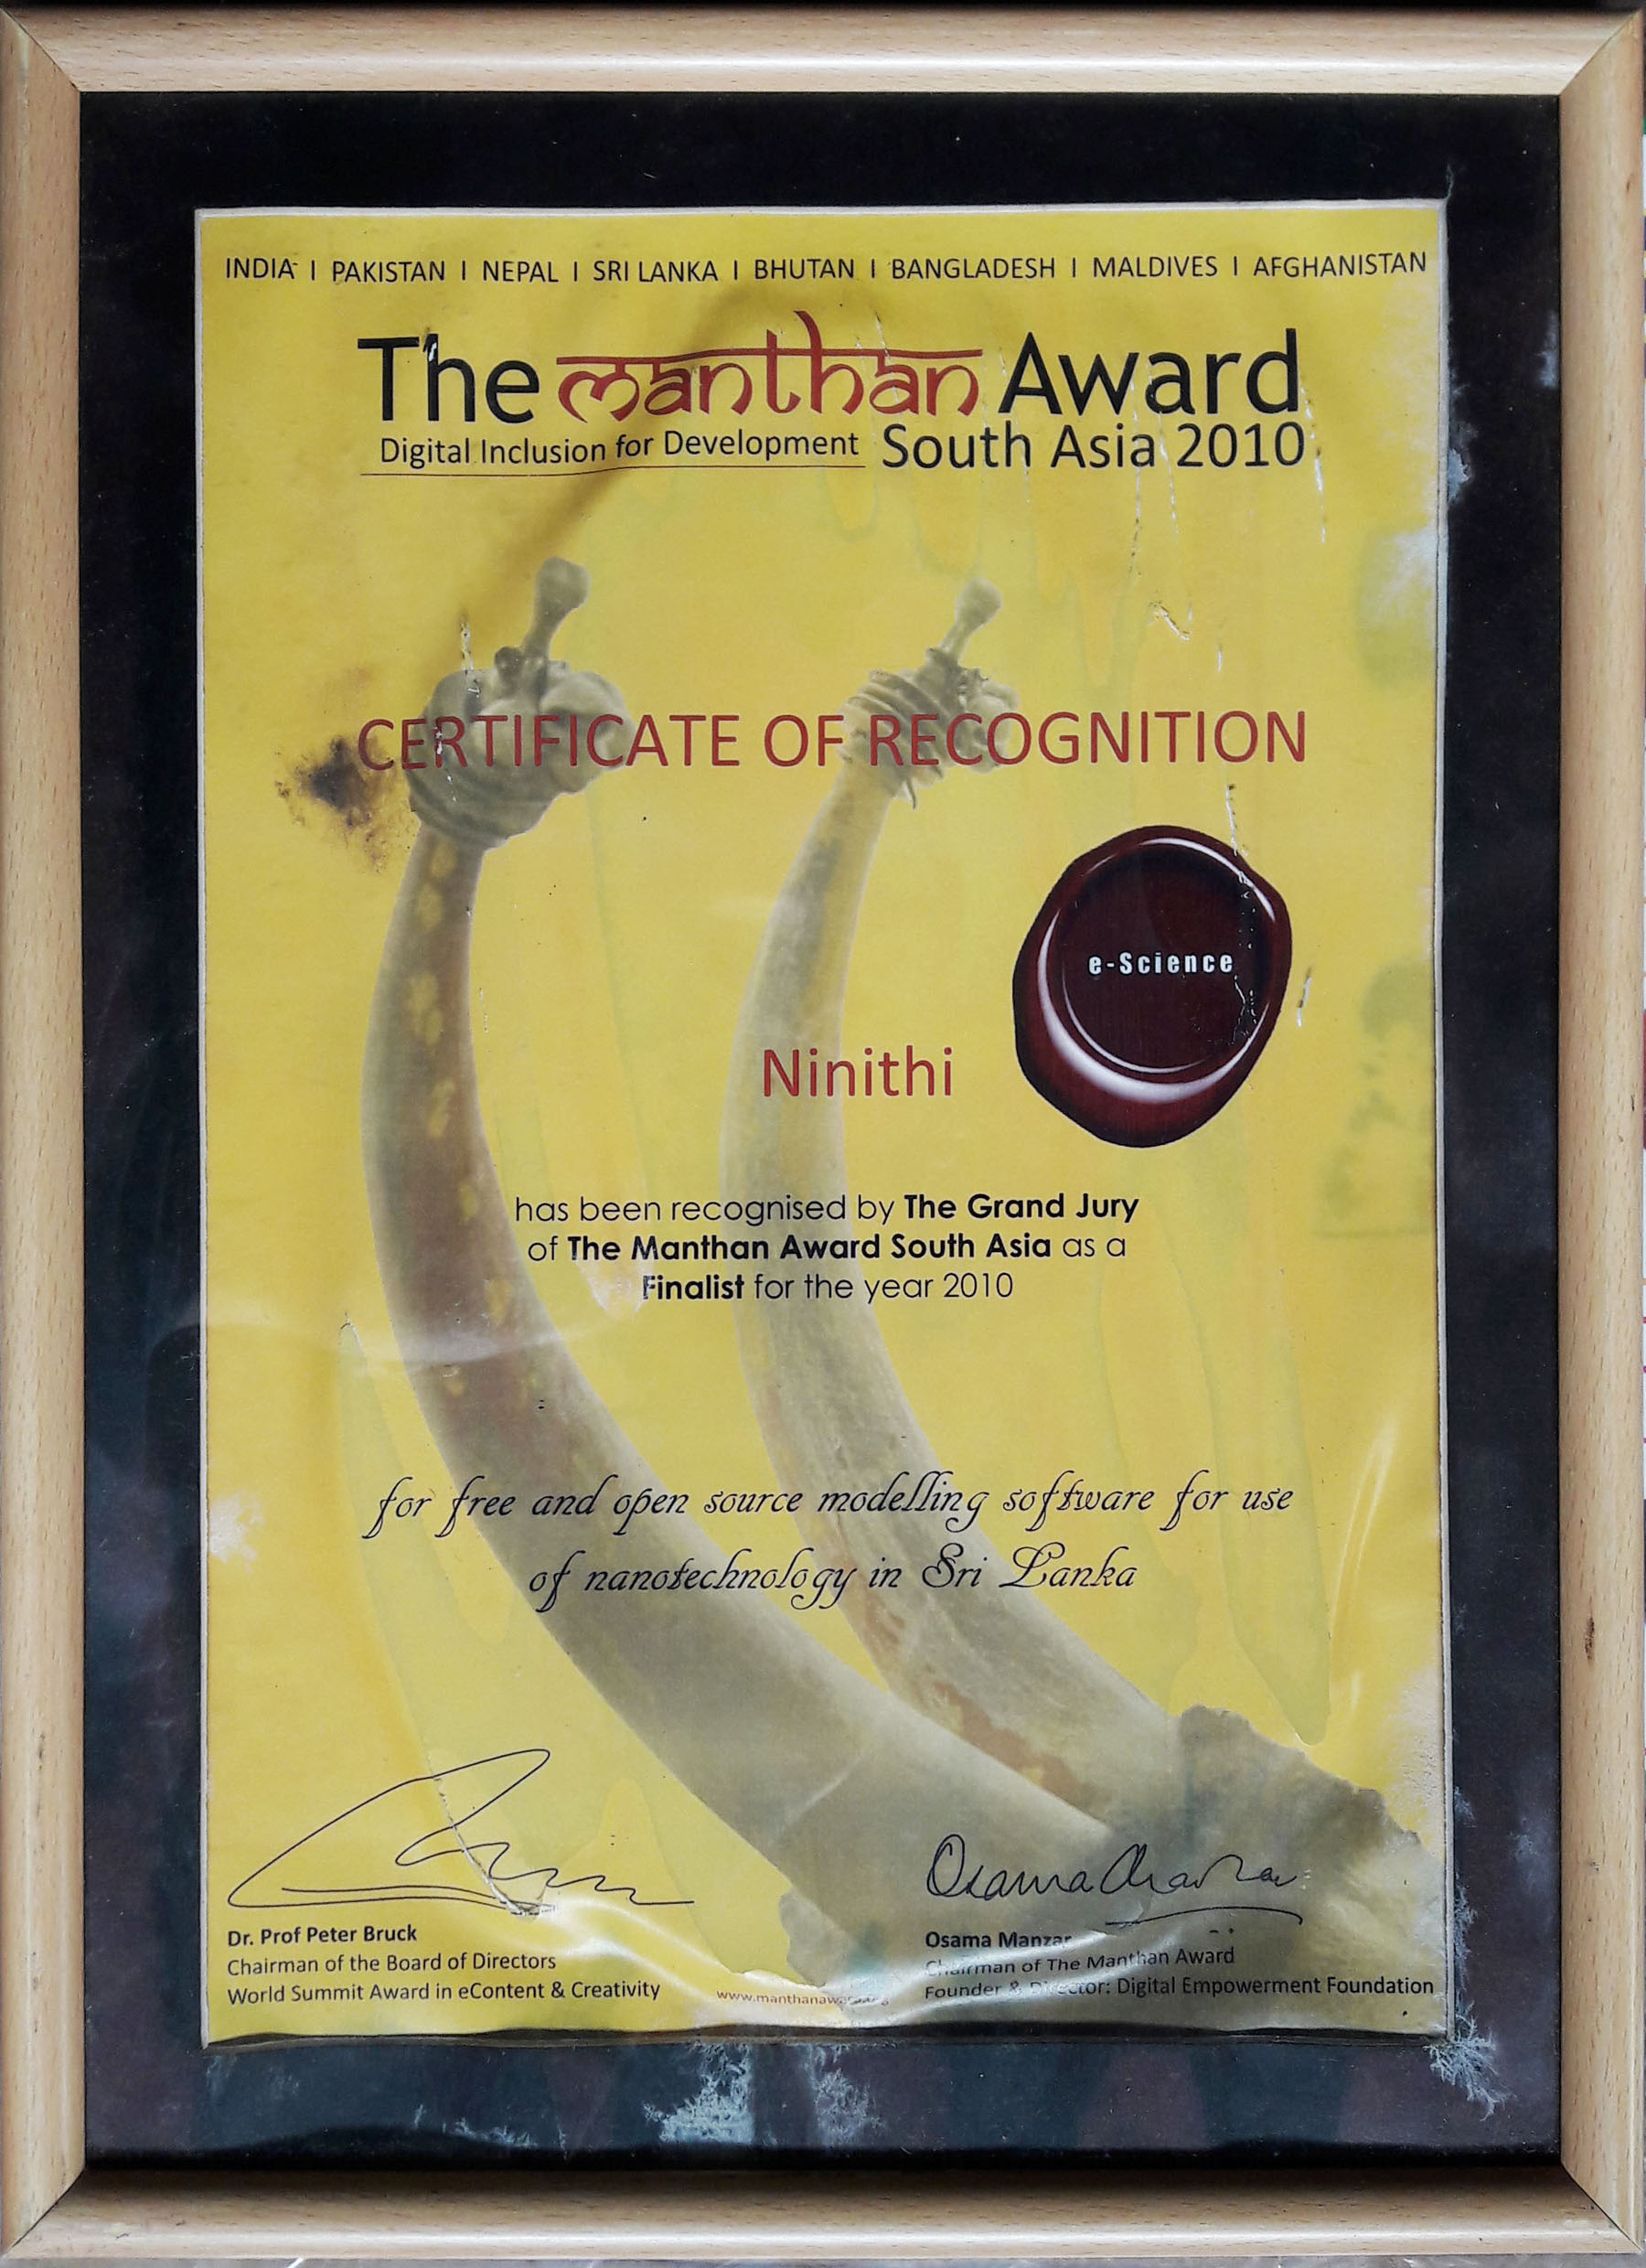 INDIA I PAKISTAN I NEPAL I SRI LANKA I BHUTAN I BANGLADESH I MALDIVES I AFGHANISTAN
The manthan Award
Digital Inclusion for Development South Asia 2010
CERTIFICATE OF RECOGNITION
e-Science
Ninithi
has been recognised by The Grand Jury
of The Manthan Award South Asia as a
Finalist for the year 2010
for free and open source modelling software for use
of nanotechnology in Sri Lanka
Dr. Prof Peter Bruck
Chairman of the Board of Directors
World Summit Award in eContent & Creativity
Osama Manzar
Chairman of The Manthan Award
Founder & Director: Digital Empowerment Foundation